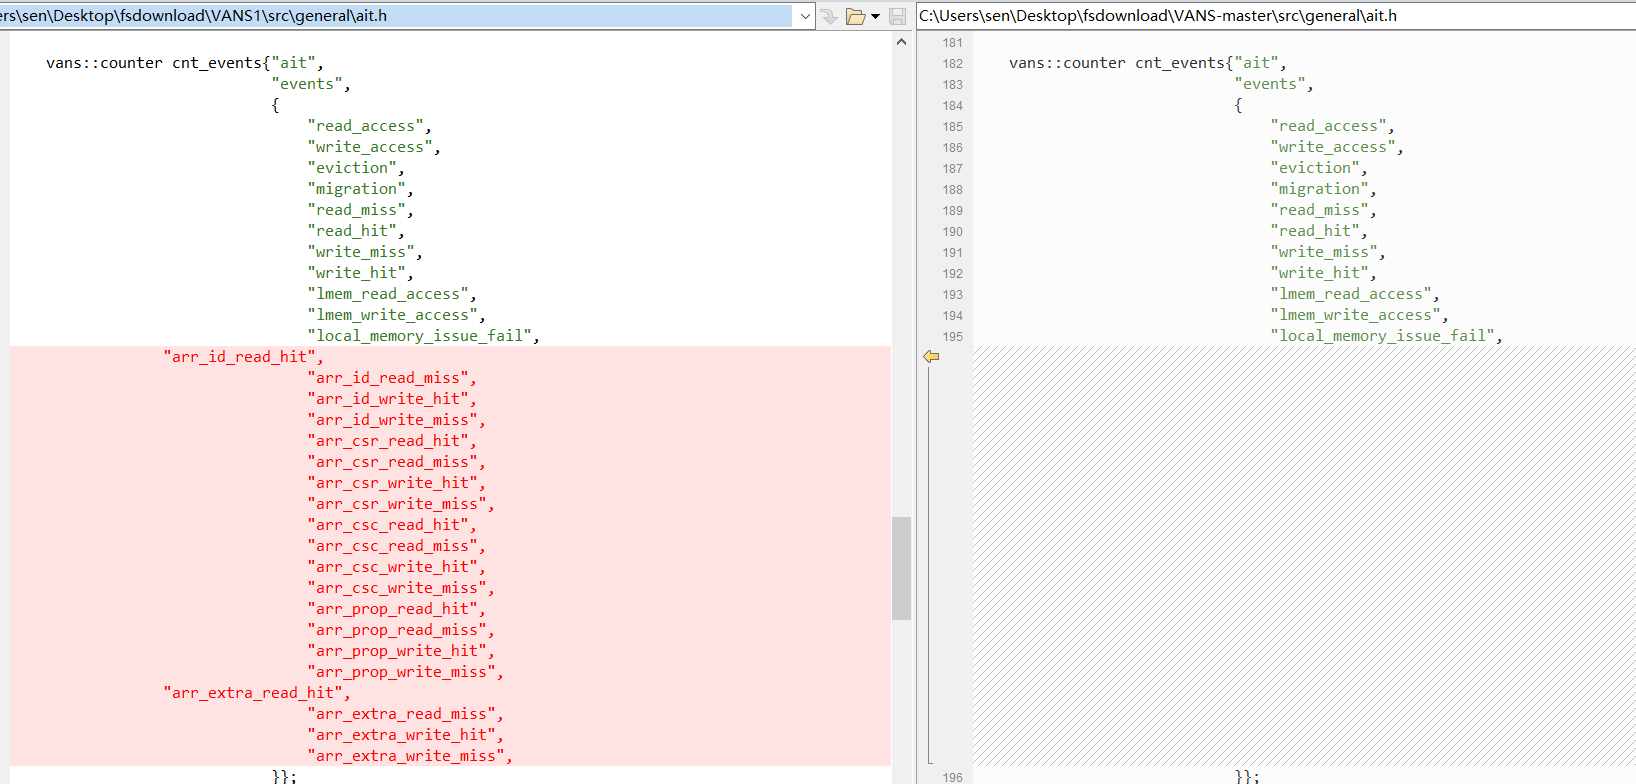 ers\sen\Desktop\fsdownload\VANS1\src\general\ait.h
vans::counter cnt_events{"ait",
"events",
{
"read_access",
"write_access",
"eviction",
"migration",
"read_miss",
"read_hit",
"write_miss",
"write_hit",
"lmem_read_access",
"lmem_write_access",
"local_memory_issue_fail",
"arr_id_read_hit",
"arr_id_read_miss",
"arr_id_write_hit",
"arr_id_write_miss",
"arr_csr_read_hit",
"arr_csr_read_miss",
"arr_csr_write_hit",
"arr_csr_write_miss",
"arr_csc_read_hit",
"arr_csc_read_miss",
"arr_csc_write_hit",
"arr_csc_write_miss",
"arr_prop_read_hit",
"arr_prop_read_miss",
"arr_prop_write_hit",
"arr_prop_write_miss",
"arr_extra_read_hit",
"arr_extra_read_miss",
"arr_extra_write_hit",
"arr_extra_write_miss",
}};
C:\Users\sen\Desktop\fsdownload\VANS-master\src\general\ait.h
181
182 vans::counter cnt_events{"ait",
183 "events",
184 {
185 "read_access",
186 "write_access",
187 "eviction",
188 "migration",
189 "read_miss",
190 "read_hit",
191 "write_miss",
192 "write_hit",
193 "lmem_read_access",
194 "lmem_write_access",
195 "local_memory_issue_fail",
196 }};